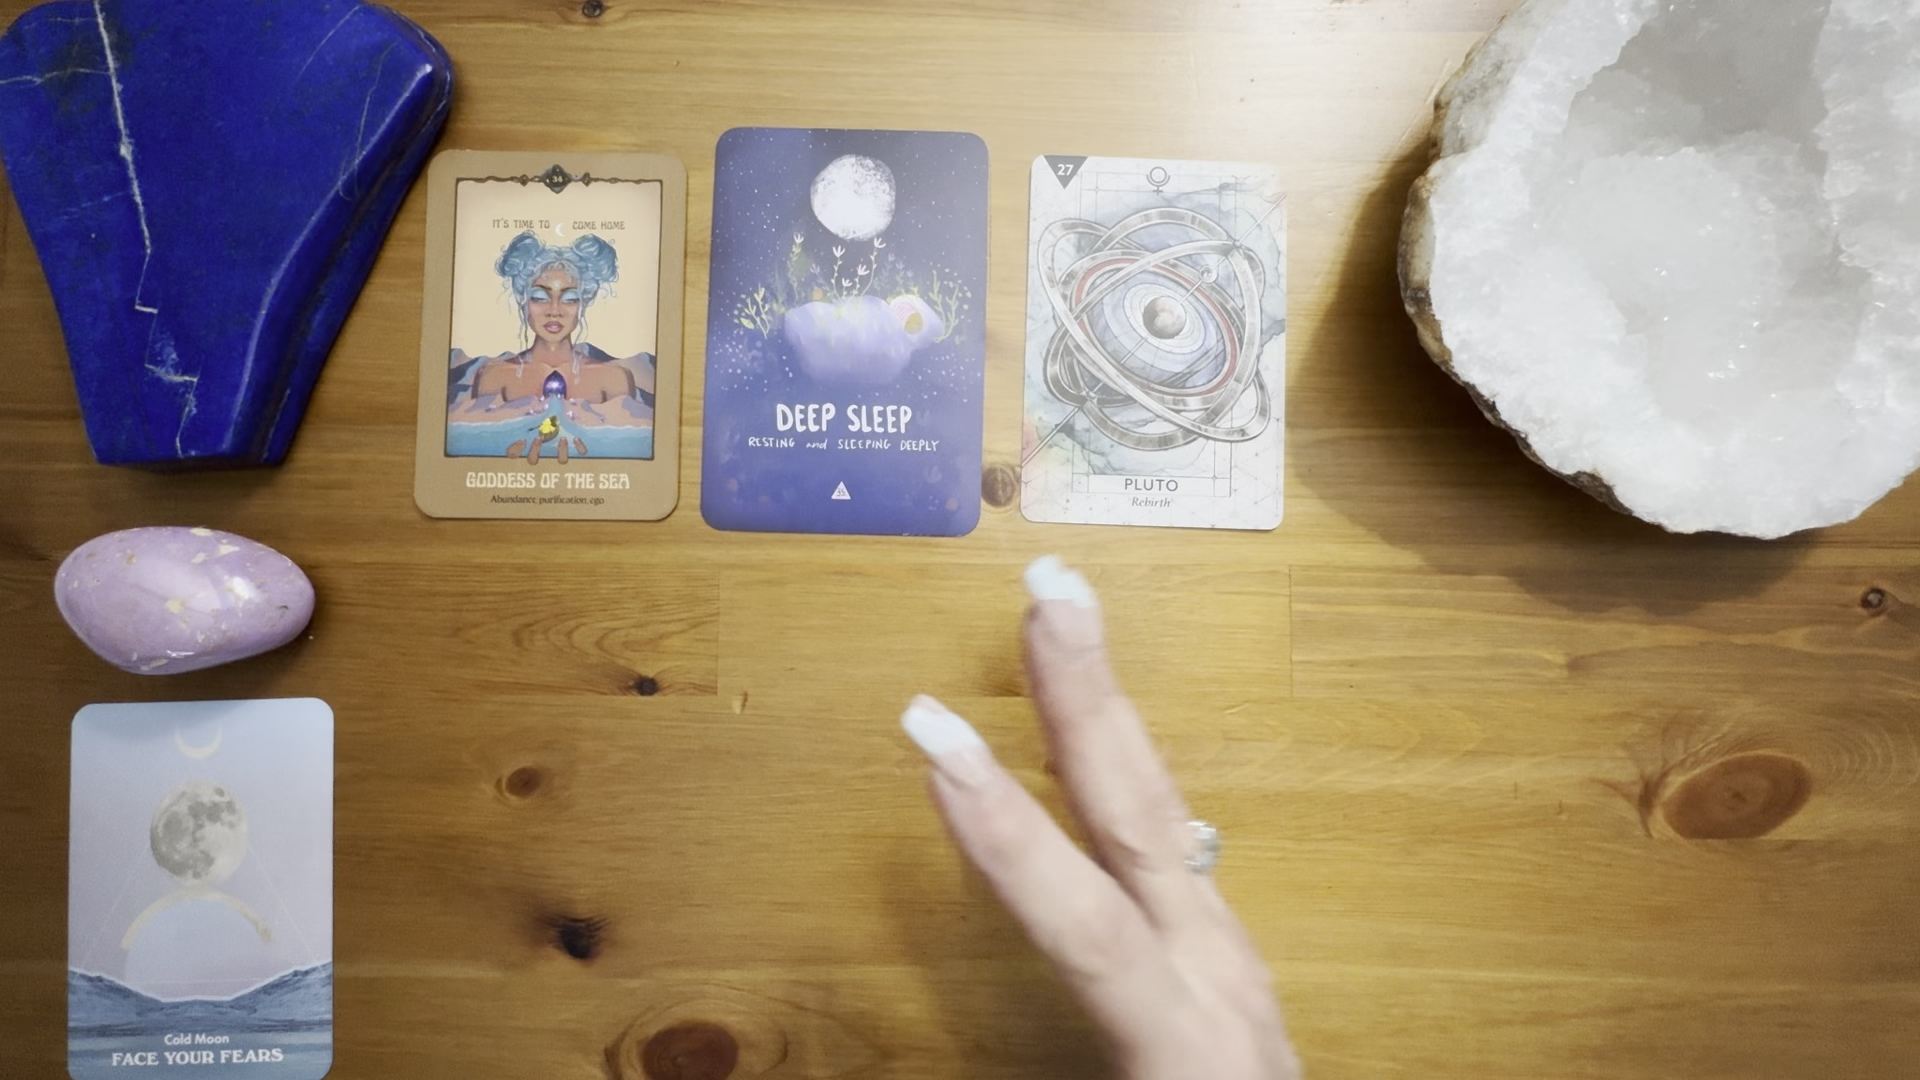 34
IT'S TIME TO COME HOME
GODDESS OF THE SEA
Abundance, purification, ego
DEEP SLEEP
RESTING and SLEEPING DEEPLY
27
PLUTO
Rebirth
Cold Moon
FACE YOUR FEARS